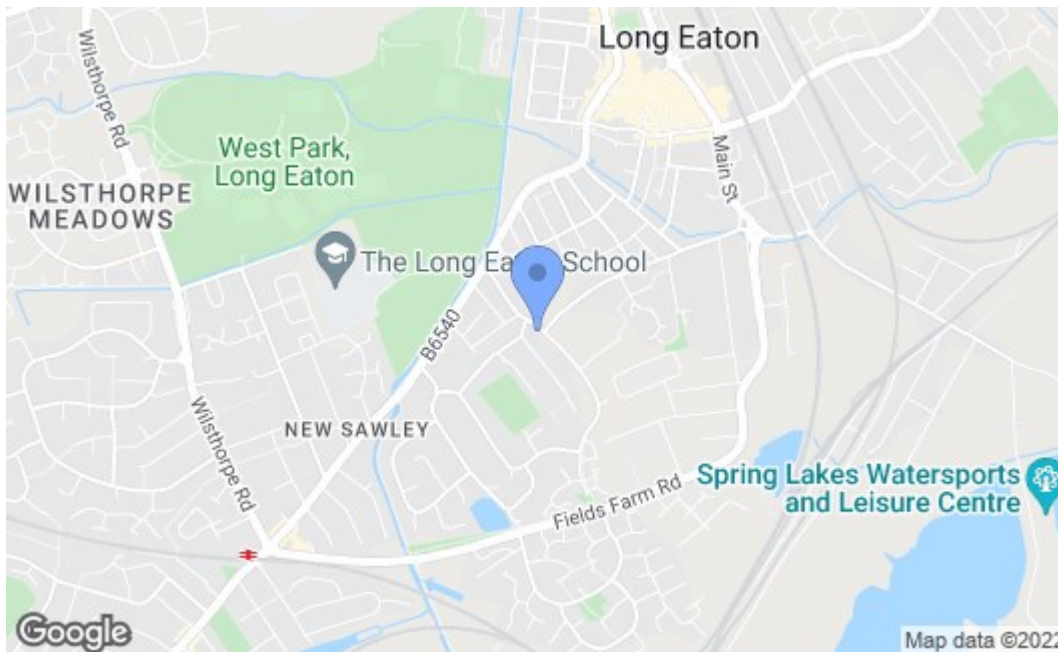 Long Eaton
Wilsthorpe Rd
West Park,
Long Eaton
Main St
WILSTHORPE
MEADOWS
The Long Ea School
B6540
NEW SAWLEY
Wilsthorpe Rd
Spring Lakes Watersports
and Leisure Centre
Fields Farm Rd
Google
Map data ©2022